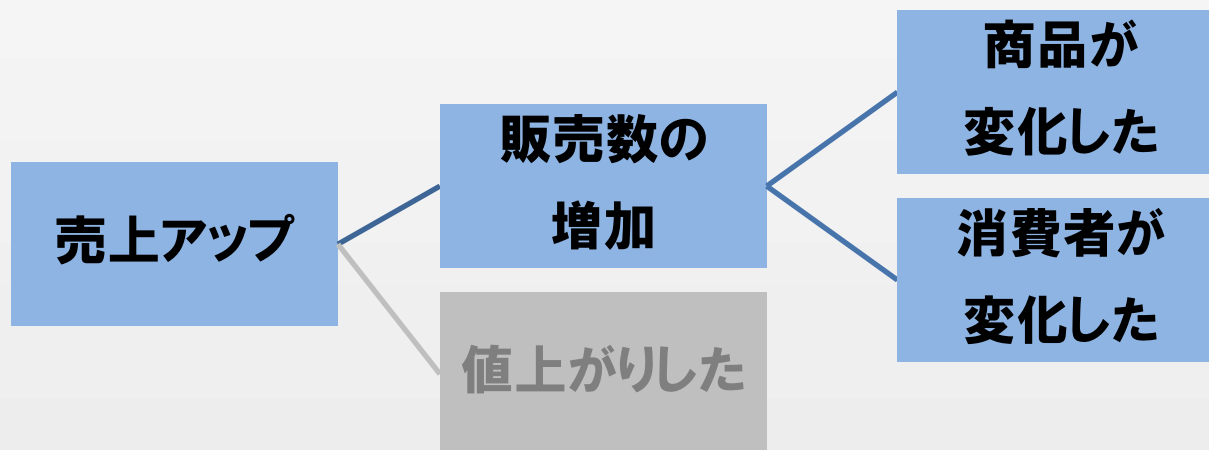 売上アップ
販売数の
増加
値上がりした
商品が
変化した
消費者が
変化した